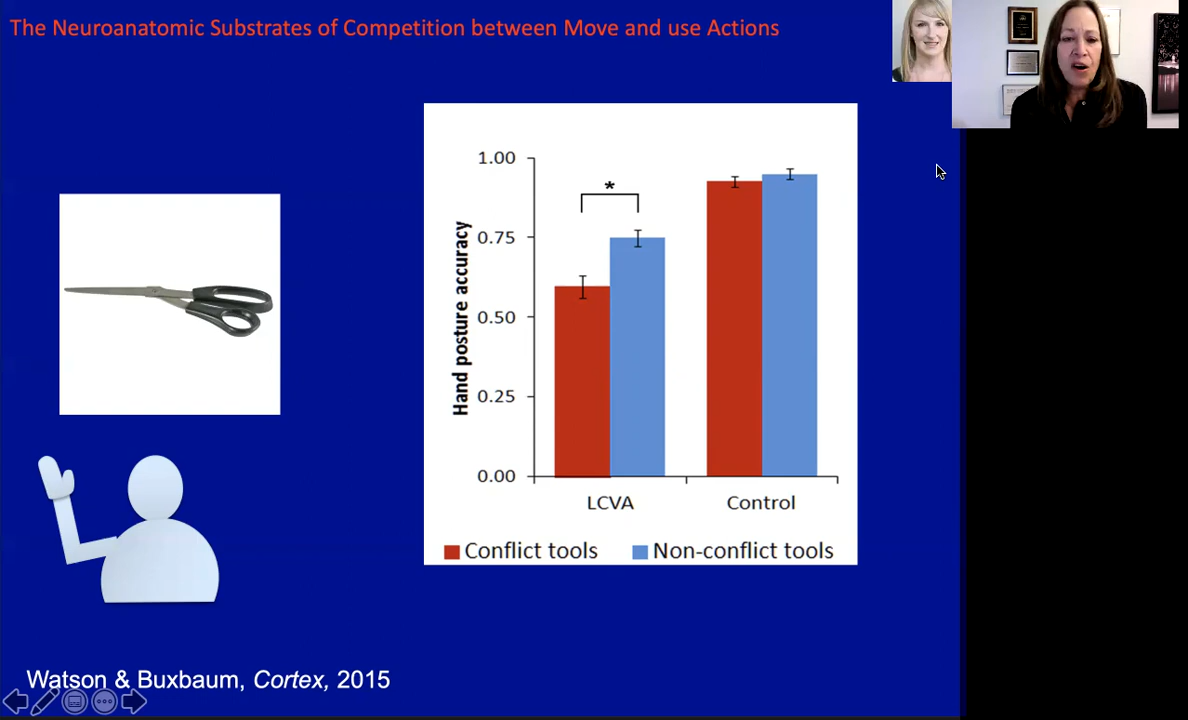 The Neuroanatomic Substrates of Competition between Move and use Actions
1.00
*
0.75
0.50
0.25
0.00
Hand posture accuracy
LCVA
Control
Conflict tools
Non-conflict tools
Watson & Buxbaum, Cortex, 2015